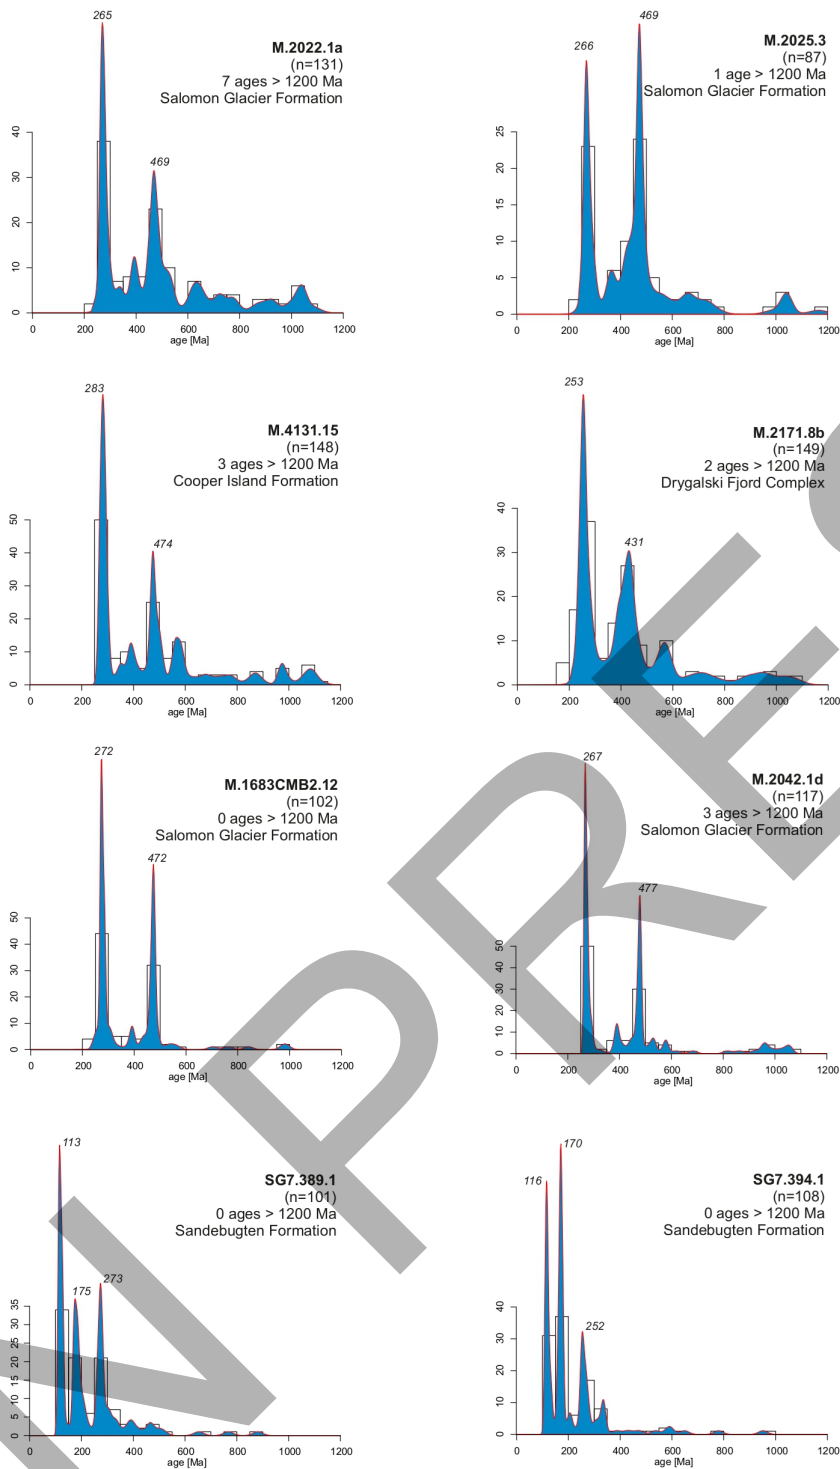 265
469
M.2022.1a
(n=131)
7 ages > 1200 Ma
Salomon Glacier Formation
0 10 20 30 40
0 200 400 600 800 1000 1200
age [Ma]
266
469
M.2025.3
(n=87)
1 age > 1200 Ma
Salomon Glacier Formation
0 5 10 15 20 25
0 200 400 600 800 1000 1200
age [Ma]
283
474
M.4131.15
(n=148)
3 ages > 1200 Ma
Cooper Island Formation
0 10 20 30 40 50
0 200 400 600 800 1000 1200
age [Ma]
253
431
M.2171.8b
(n=149)
2 ages > 1200 Ma
Drygalski Fjord Complex
0 10 20 30 40
0 200 400 600 800 1000 1200
age [Ma]
272
472
M.1683CMB2.12
(n=102)
0 ages > 1200 Ma
Salomon Glacier Formation
0 10 20 30 40 50
0 200 400 600 800 1000 1200
age [Ma]
267
477
M.2042.1d
(n=117)
3 ages > 1200 Ma
Salomon Glacier Formation
0 10 20 30 40 50
0 200 400 600 800 1000 1200
age [Ma]
113
175
273
SG7.389.1
(n=101)
0 ages > 1200 Ma
Sandebugten Formation
0 5 10 15 20 25 30 35
0 200 400 600 800 1000 1200
age [Ma]
116
170
252
SG7.394.1
(n=108)
0 ages > 1200 Ma
Sandebugten Formation
0 10 20 30 40
0 200 400 600 800 1000 1200
age [Ma]
N PRE